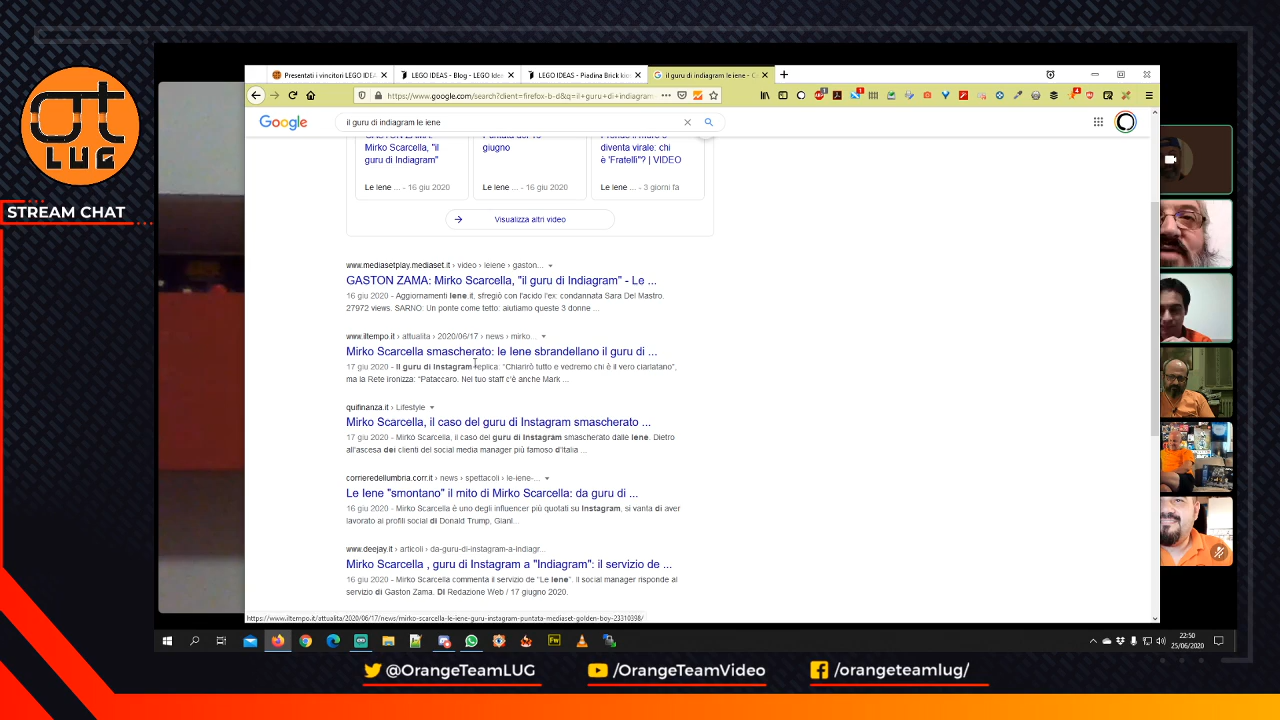 Presentati i vincitori LEGO IDEA
LEGO IDEAS - Blog - LEGO Idea
LEGO IDEAS - Piadina Brick kio
il guru di indiagram le iene - G
https://www.google.com/search?client=firefox-b-d&q=il+guru+di+indiagram
Google
il guru di indiagram le iene
GASTON ZAMA:
Mirko Scarcella, "il
guru di Indiagram"
Le Iene ... - 16 giu 2020
Puntata del 16
giugno
Le Iene ... - 16 giu 2020
diventa virale: chi
è 'Fratelli"? | VIDEO
Le Iene ... - 3 giorni fa
Visualizza altri video
www.mediasetplay.mediaset.it › video › leiene › gaston...
GASTON ZAMA: Mirko Scarcella, "il guru di Indiagram" - Le ...
16 giu 2020 - Aggiornamenti Iene.it, sfregiò con l'acido l'ex: condannata Sara Del Mastro.
27972 views. SARNO: Un ponte come tetto: aiutiamo queste 3 donne ...
www.iltempo.it › attualita › 2020/06/17 › news › mirko...
Mirko Scarcella smascherato: le Iene sbrandellano il guru di ...
17 giu 2020 - Il guru di Instagram replica: "Chiarirò tutto e vedremo chi è il vero ciarlatano",
ma la Rete ironizza: "Pataccaro. Nel tuo staff c'è anche Mark ...
quifinanza.it › Lifestyle
Mirko Scarcella, il caso del guru di Instagram smascherato ...
17 giu 2020 - Mirko Scarcella, il caso del guru di Instagram smascherato dalle Iene. Dietro
all'ascesa dei clienti del social media manager più famoso d'Italia ...
corrieredellumbria.corr.it › news › spettacoli › le-iene-...
Le Iene "smontano" il mito di Mirko Scarcella: da guru di ...
16 giu 2020 - Mirko Scarcella è uno degli influencer più quotati su Instagram, si vanta di aver
lavorato ai profili social di Donald Trump, Gianl...
www.deejay.it › articoli › da-guru-di-instagram-a-indiagr...
Mirko Scarcella , guru di Instagram a "Indiagram": il servizio de ...
16 giu 2020 - Mirko Scarcella commenta il servizio de "Le Iene". Il social manager risponde al
servizio di Gaston Zama. DI Redazione Web / 17 giugno 2020.
https://www.iltempo.it/attualita/2020/06/17/news/mirko-scarcella-le-iene-guru-instagram-puntata-mediaset-golden-boy-23310398/
22:50
25/06/2020
OT
LUG
STREAM CHAT
@OrangeTeamLUG
/OrangeTeamVideo
/orangeteamlug/